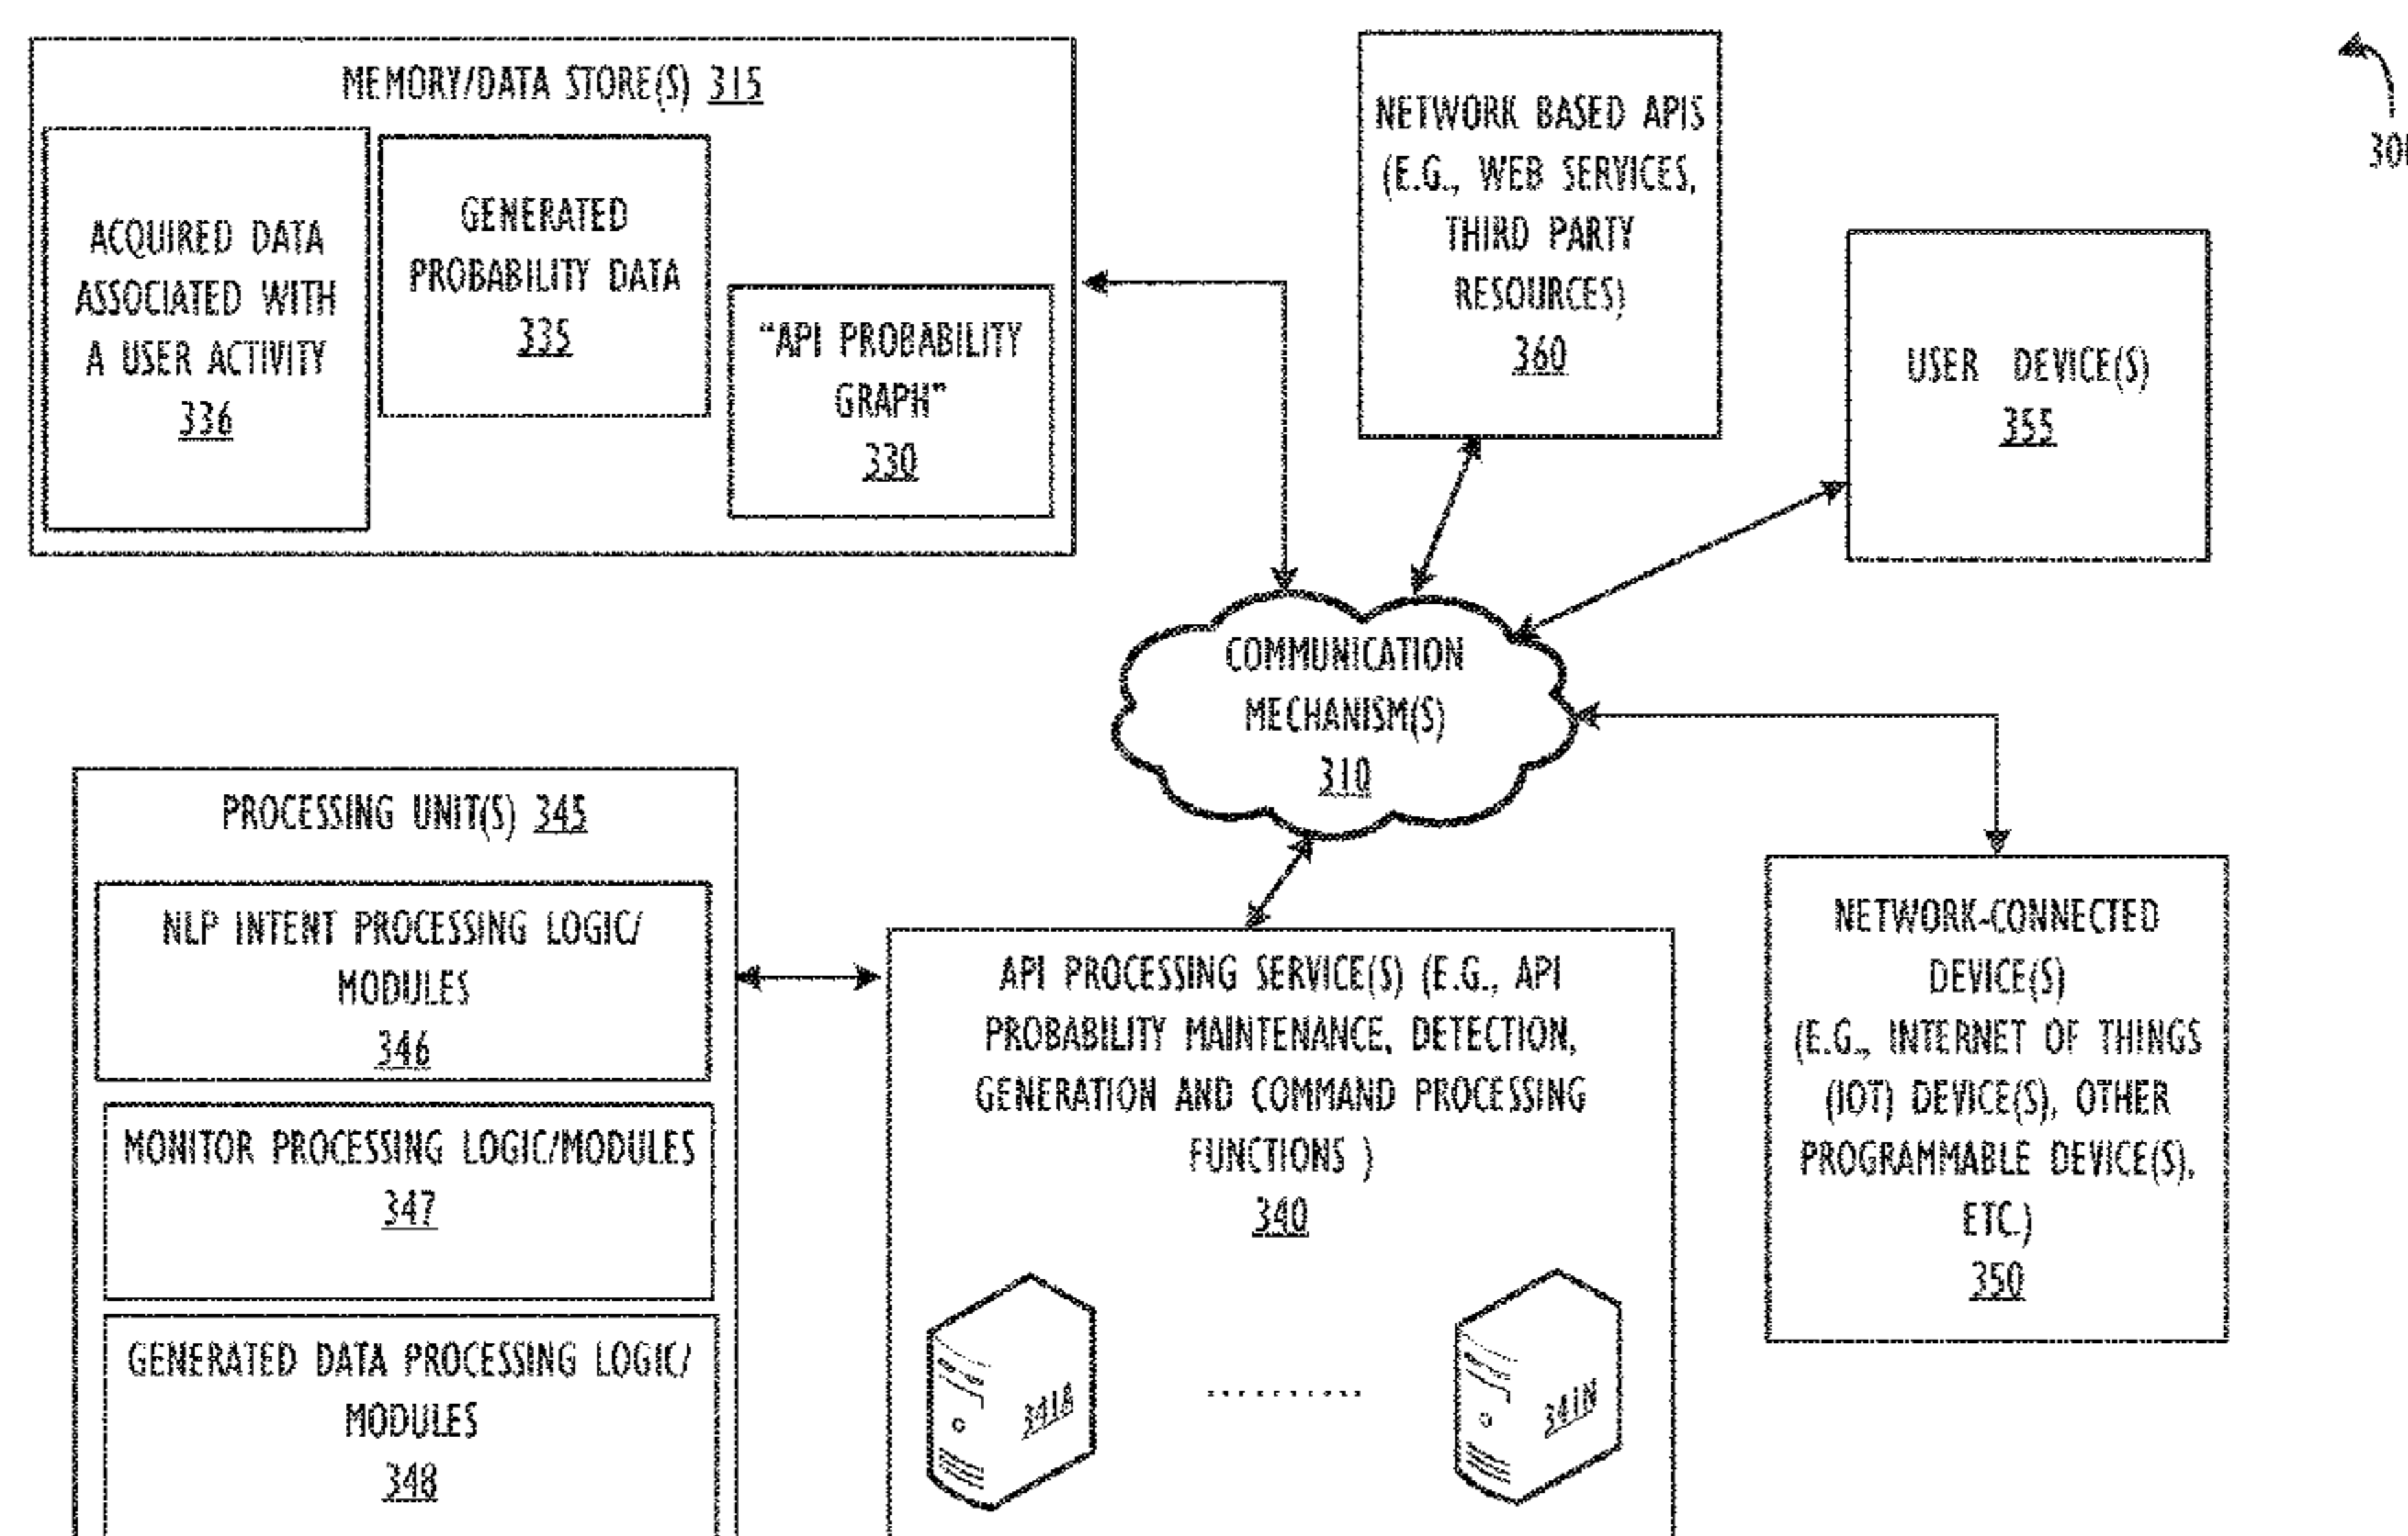 MEMORY/DATA STORE(S) 315
ACQUIRED DATA
ASSOCIATED WITH
A USER ACTIVITY
336
GENERATED
PROBABILITY DATA
335
“API PROBABILITY
GRAPH”
330
NETWORK BASED APIS
(E.G., WEB SERVICES,
THIRD PARTY
RESOURCES)
360
USER DEVICE(S)
355
COMMUNICATION
MECHANISM(S)
310
PROCESSING UNIT(S) 345
NLP INTENT PROCESSING LOGIC/
MODULES
346
MONITOR PROCESSING LOGIC/MODULES
347
GENERATED DATA PROCESSING LOGIC/
MODULES
348
API PROCESSING SERVICE(S) (E.G., API
PROBABILITY MAINTENANCE, DETECTION,
GENERATION AND COMMAND PROCESSING
FUNCTIONS )
340
341A
341N
NETWORK-CONNECTED
DEVICE(S)
(E.G., INTERNET OF THINGS
(IOT) DEVICE(S), OTHER
PROGRAMMABLE DEVICE(S),
ETC.)
350